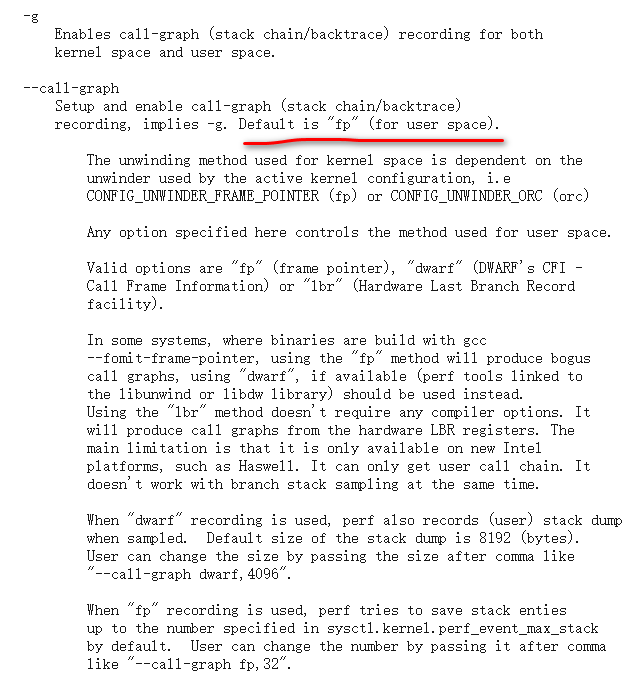 -g
Enables call-graph (stack chain/backtrace) recording for both
kernel space and user space.
--call-graph
Setup and enable call-graph (stack chain/backtrace)
recording, implies -g. Default is "fp" (for user space).
The unwinding method used for kernel space is dependent on the
unwinder used by the active kernel configuration, i.e
CONFIG_UNWINDER_FRAME_POINTER (fp) or CONFIG_UNWINDER_ORC (orc)
Any option specified here controls the method used for user space.
Valid options are "fp" (frame pointer), "dwarf" (DWARF's CFI -
Call Frame Information) or "lbr" (Hardware Last Branch Record
facility).
In some systems, where binaries are build with gcc
--fomit-frame-pointer, using the "fp" method will produce bogus
call graphs, using "dwarf", if available (perf tools linked to
the libunwind or libdw library) should be used instead.
Using the "lbr" method doesn't require any compiler options. It
will produce call graphs from the hardware LBR registers. The
main limitation is that it is only available on new Intel
platforms, such as Haswell. It can only get user call chain. It
doesn't work with branch stack sampling at the same time.
When "dwarf" recording is used, perf also records (user) stack dump
when sampled.  Default size of the stack dump is 8192 (bytes).
User can change the size by passing the size after comma like
"--call-graph dwarf,4096".
When "fp" recording is used, perf tries to save stack enties
up to the number specified in sysctl.kernel.perf_event_max_stack
by default.  User can change the number by passing it after comma
like "--call-graph fp,32".